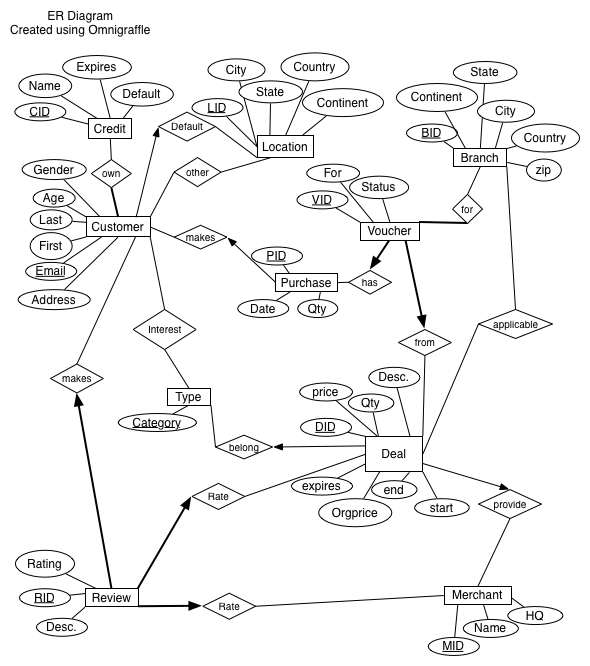 ER Diagram
Created using Omnigraffle
Expires
Name
Default
CID
Credit
own
City
Country
State
LID
Continent
Default
Location
other
State
Continent
City
BID
Country
Branch
zip
for
Gender
Age
Last
First
Email
Address
Customer
makes
For
Status
VID
Voucher
PID
Purchase
has
Date
Qty
Interest
from
applicable
makes
Type
Category
belong
Desc.
price
Qty
DID
Deal
expires
end
Orgprice
start
Rate
provide
Rating
RID
Review
Desc.
Rate
Merchant
HQ
Name
MID